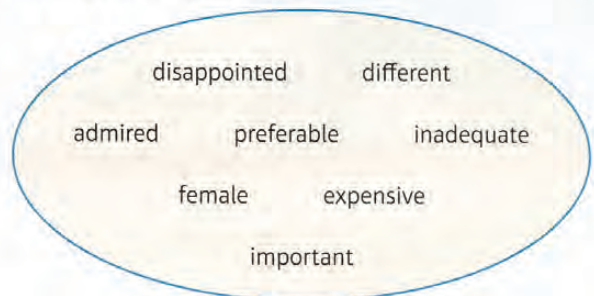 disappointed different
admired preferable inadequate
female expensive
important